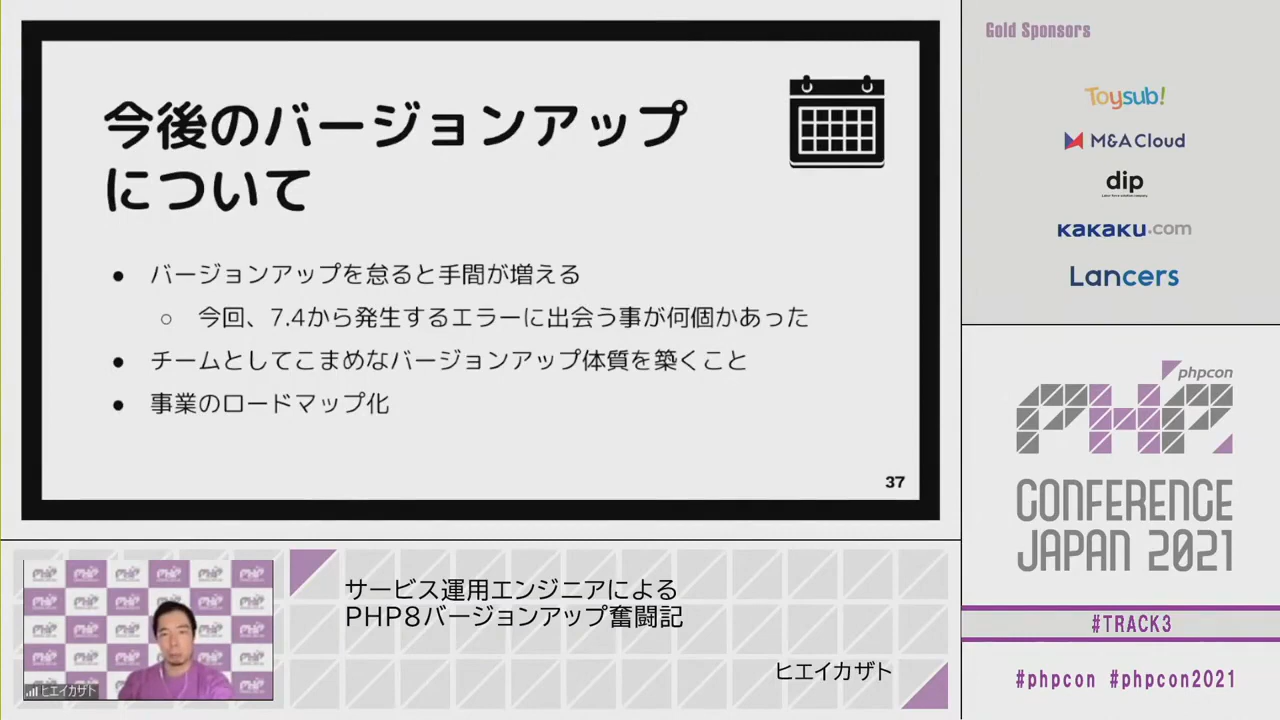 今後のバージョンアップ
について
● バージョンアップを怠ると手間が増える
○ 今回、7.4から発生するエラーに出会う事が何個かあった
● チームとしてこまめなバージョンアップ体質を築くこと
● 事業のロードマップ化
37
サービス運用エンジニアによる
PHP8バージョンアップ奮闘記
ヒエイカザト
ヒエイカザト
Gold Sponsors
Toysub!
M&A Cloud
dip
kakaku.com
Lancers
phpcon
PHP
CONFERENCE
JAPAN 2021
#TRACK3
#phpcon #phpcon2021